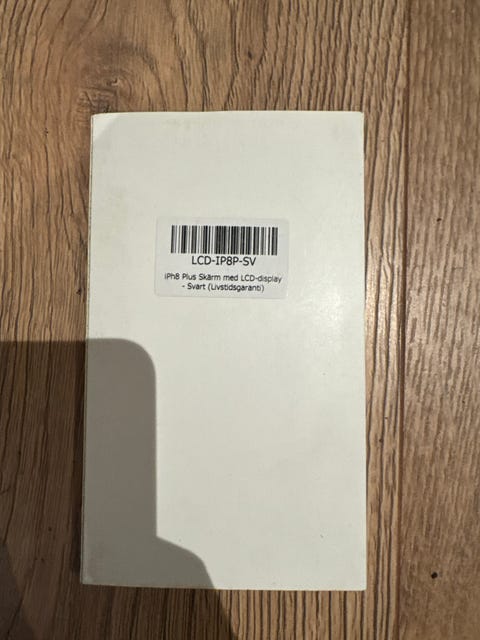 LCD-IP8P-SV
iPh8 Plus Skärm med LCD-display
- Svart (Livstidsgaranti)